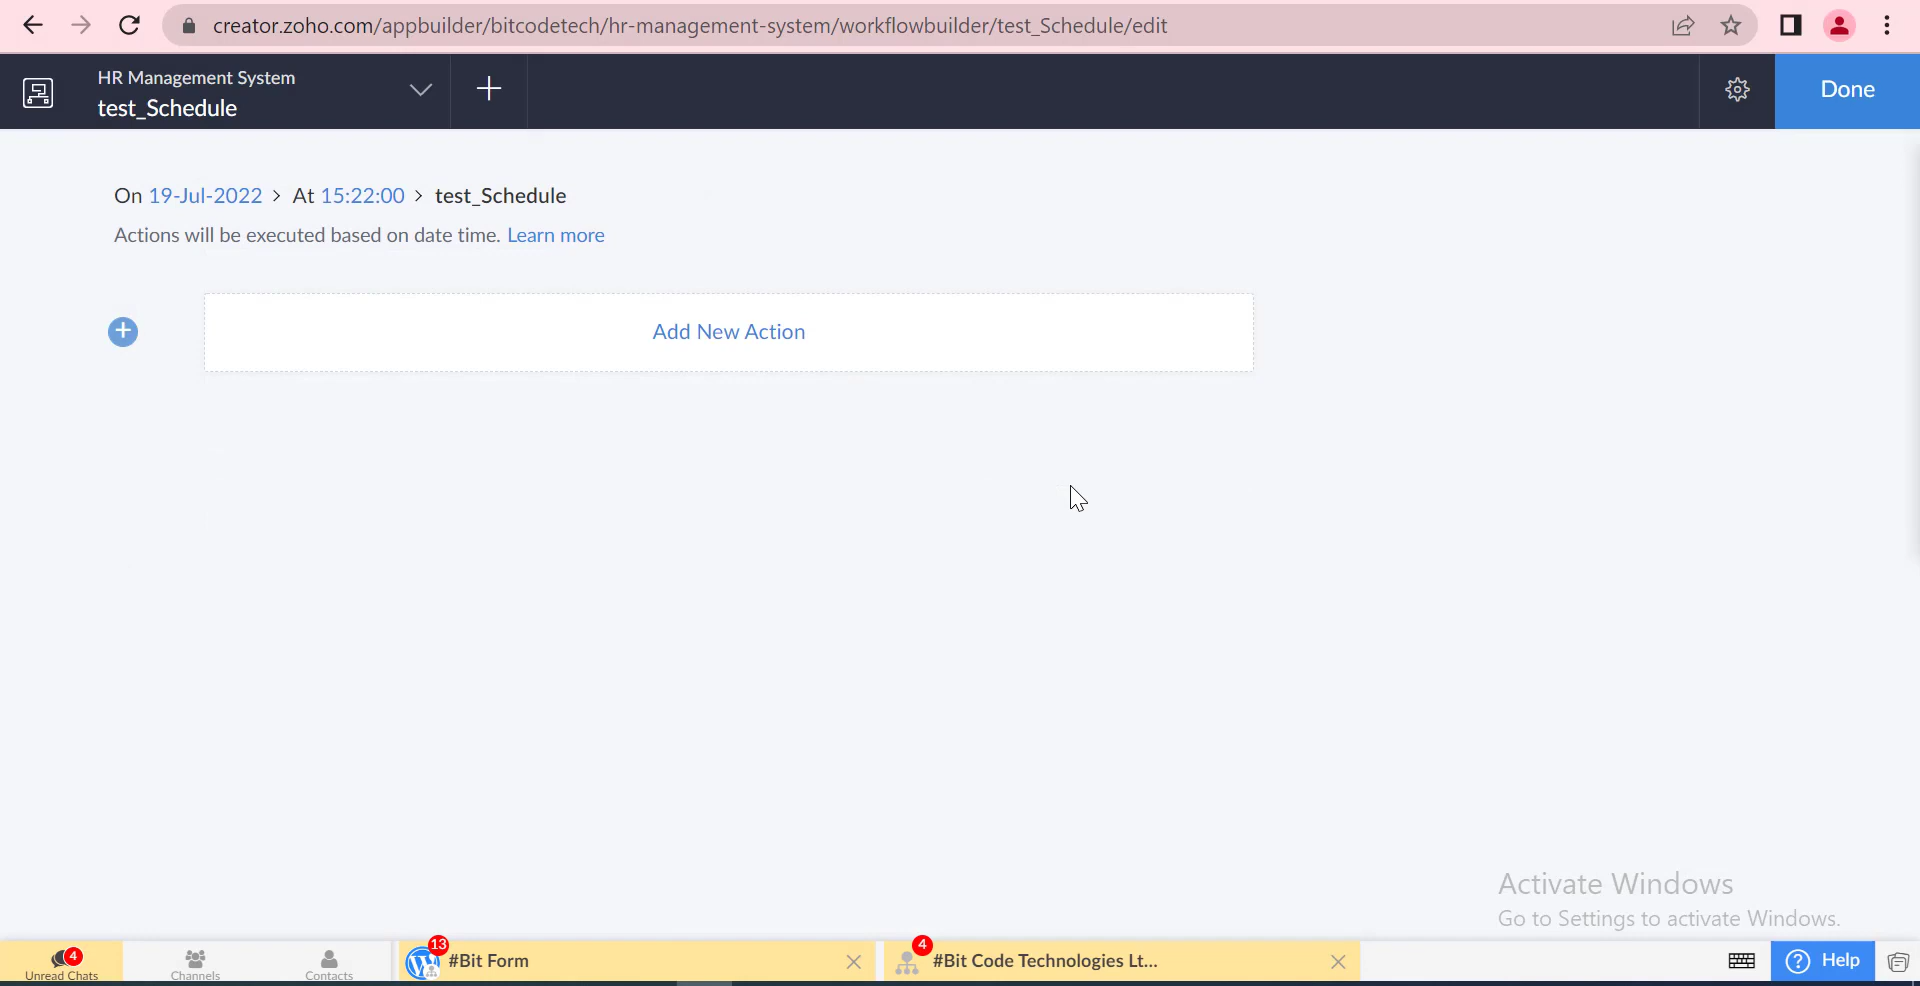 creator.zoho.com/appbuilder/bitcodetech/hr-management-system/workflowbuilder/test_Schedule/edit
HR Management System
test_Schedule
Done
On 19-Jul-2022 > At 15:22:00 > test_Schedule
Actions will be executed based on date time. Learn more
Add New Action
Activate Windows
Go to Settings to activate Windows.
4
Unread Chats
Channels
Contacts
13
#Bit Form
4
#Bit Code Technologies Lt...
Help